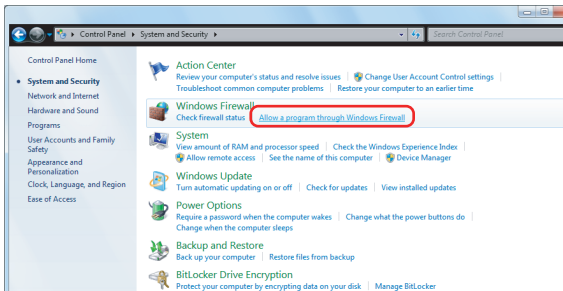 Control Panel ▸ System and Security ▸ Search Control Panel
Control Panel Home
System and Security
Network and Internet
Hardware and Sound
Programs
User Accounts and Family
Safety
Appearance and
Personalization
Clock, Language, and Region
Ease of Access
Action Center
Review your computer's status and resolve issues | Change User Account Control settings |
Troubleshoot common computer problems | Restore your computer to an earlier time
Windows Firewall
Check firewall status | Allow a program through Windows Firewall
System
View amount of RAM and processor speed | Check the Windows Experience Index |
Allow remote access | See the name of this computer | Device Manager
Windows Update
Turn automatic updating on or off | Check for updates | View installed updates
Power Options
Require a password when the computer wakes | Change what the power buttons do |
Change when the computer sleeps
Backup and Restore
Back up your computer | Restore files from backup
BitLocker Drive Encryption
Protect your computer by encrypting data on your disk | Manage BitLocker